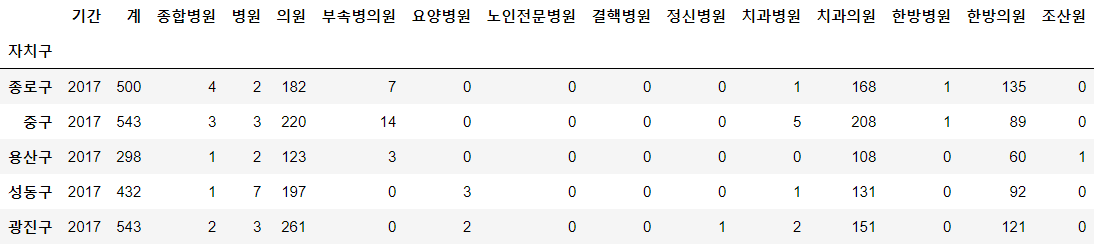 기간 계 종합병원 병원 의원 부속병의원 요양병원 노인전문병원 결핵병원 정신병원 치과병원 치과의원 한방병원 한방의원 조산원
자치구
종로구 2017 500 4 2 182 7 0 0 0 0 1 168 1 135 0
중구 2017 543 3 3 220 14 0 0 0 0 5 208 1 89 0
용산구 2017 298 1 2 123 3 0 0 0 0 0 108 0 60 1
성동구 2017 432 1 7 197 0 3 0 0 0 1 131 0 92 0
광진구 2017 543 2 3 261 0 2 0 0 1 2 151 0 121 0